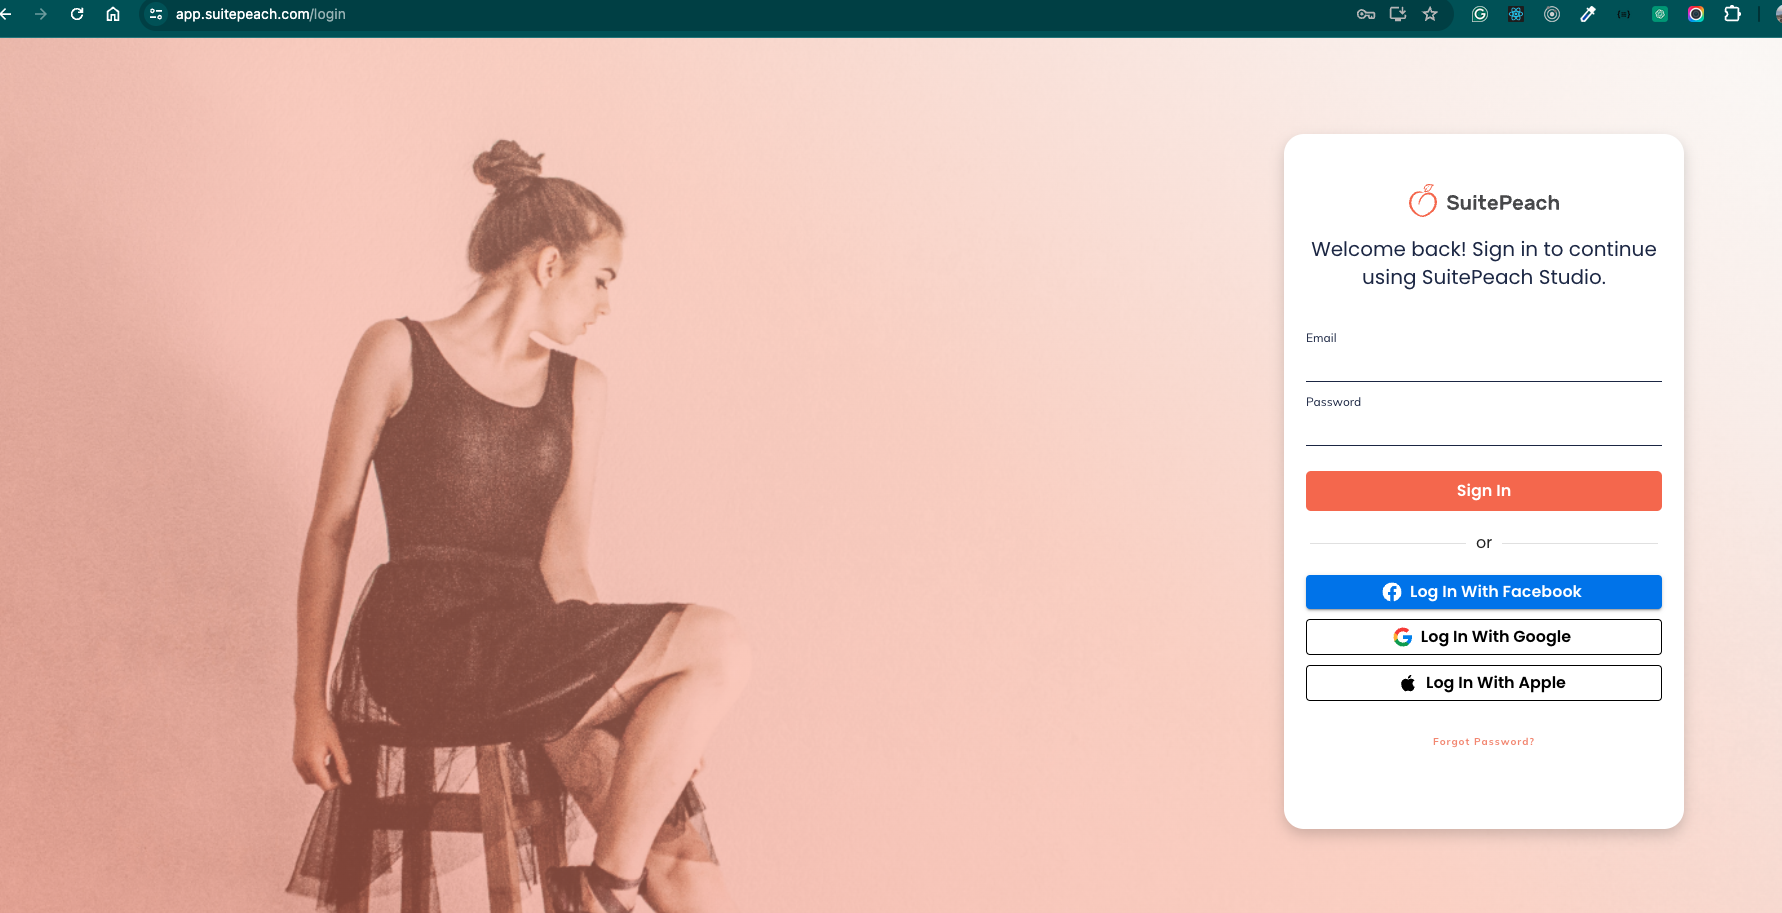 app.suitepeach.com/login
SuitePeach
Welcome back! Sign in to continue
using SuitePeach Studio.
Email
Password
Sign In
or
Log In With Facebook
Log In With Google
Log In With Apple
Forgot Password?